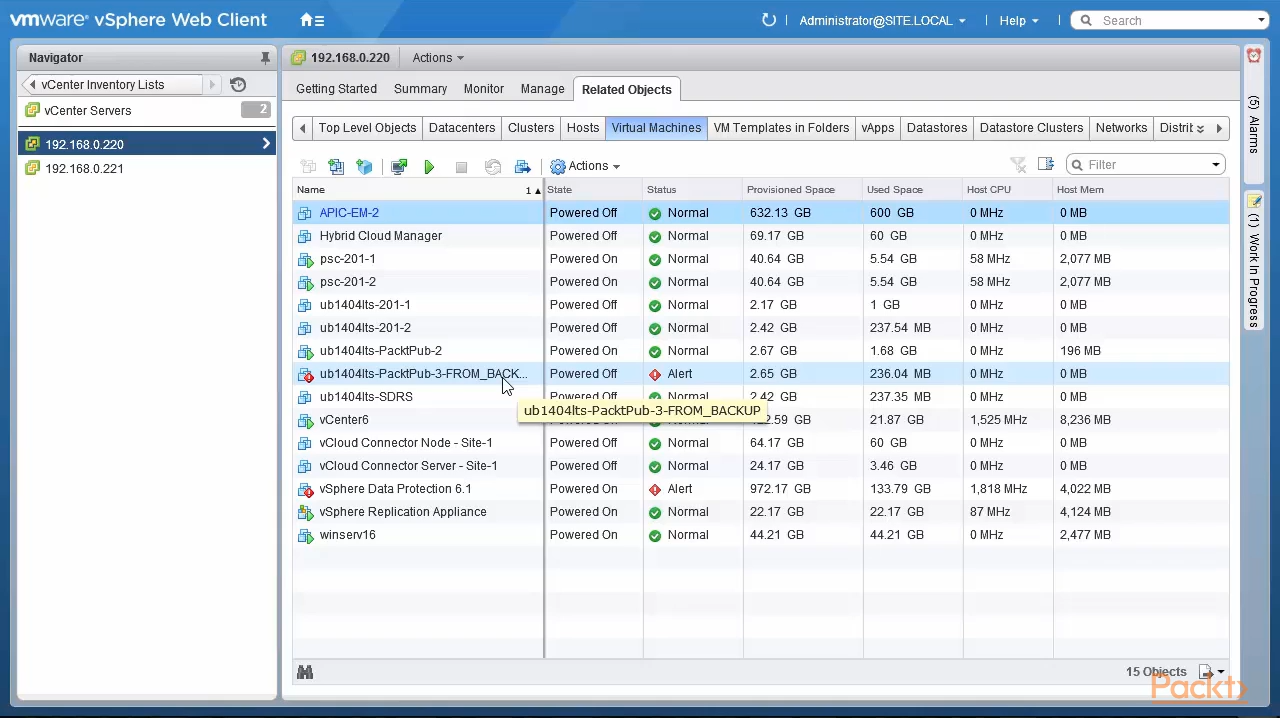 vmware® vSphere Web Client
Administrator@SITE.LOCAL
Help
Search
Navigator
vCenter Inventory Lists
vCenter Servers 2
192.168.0.220
192.168.0.221
192.168.0.220 Actions
Getting Started Summary Monitor Manage Related Objects
Top Level Objects Datacenters Clusters Hosts Virtual Machines VM Templates in Folders vApps Datastores Datastore Clusters Networks Distrit
Actions Filter
Name 1 State Status Provisioned Space Used Space Host CPU Host Mem
APIC-EM-2 Powered Off Normal 632.13 GB 600 GB 0 MHz 0 MB
Hybrid Cloud Manager Powered Off Normal 69.17 GB 60 GB 0 MHz 0 MB
psc-201-1 Powered On Normal 40.64 GB 5.54 GB 58 MHz 2,077 MB
psc-201-2 Powered On Normal 40.64 GB 5.54 GB 58 MHz 2,077 MB
ub1404lts-201-1 Powered Off Normal 2.17 GB 1 GB 0 MHz 0 MB
ub1404lts-201-2 Powered Off Normal 2.42 GB 237.54 MB 0 MHz 0 MB
ub1404lts-PacktPub-2 Powered On Normal 2.67 GB 1.68 GB 0 MHz 196 MB
ub1404lts-PacktPub-3-FROM_BACK... Powered Off Alert 2.65 GB 236.04 MB 0 MHz 0 MB
ub1404lts-SDRS Powered Off Normal 2.42 GB 237.35 MB 0 MHz 0 MB
ub1404lts-PacktPub-3-FROM_BACKUP
vCenter6 Powered On Normal .59 GB 21.87 GB 1,525 MHz 8,236 MB
vCloud Connector Node - Site-1 Powered Off Normal 64.17 GB 60 GB 0 MHz 0 MB
vCloud Connector Server - Site-1 Powered Off Normal 24.17 GB 3.46 GB 0 MHz 0 MB
vSphere Data Protection 6.1 Powered On Alert 972.17 GB 133.79 GB 1,818 MHz 4,022 MB
vSphere Replication Appliance Powered On Normal 22.17 GB 22.17 GB 87 MHz 4,124 MB
winserv16 Powered On Normal 44.21 GB 44.21 GB 0 MHz 2,477 MB
15 Objects
(5) Alarms
(1) Work In Progress
Packt